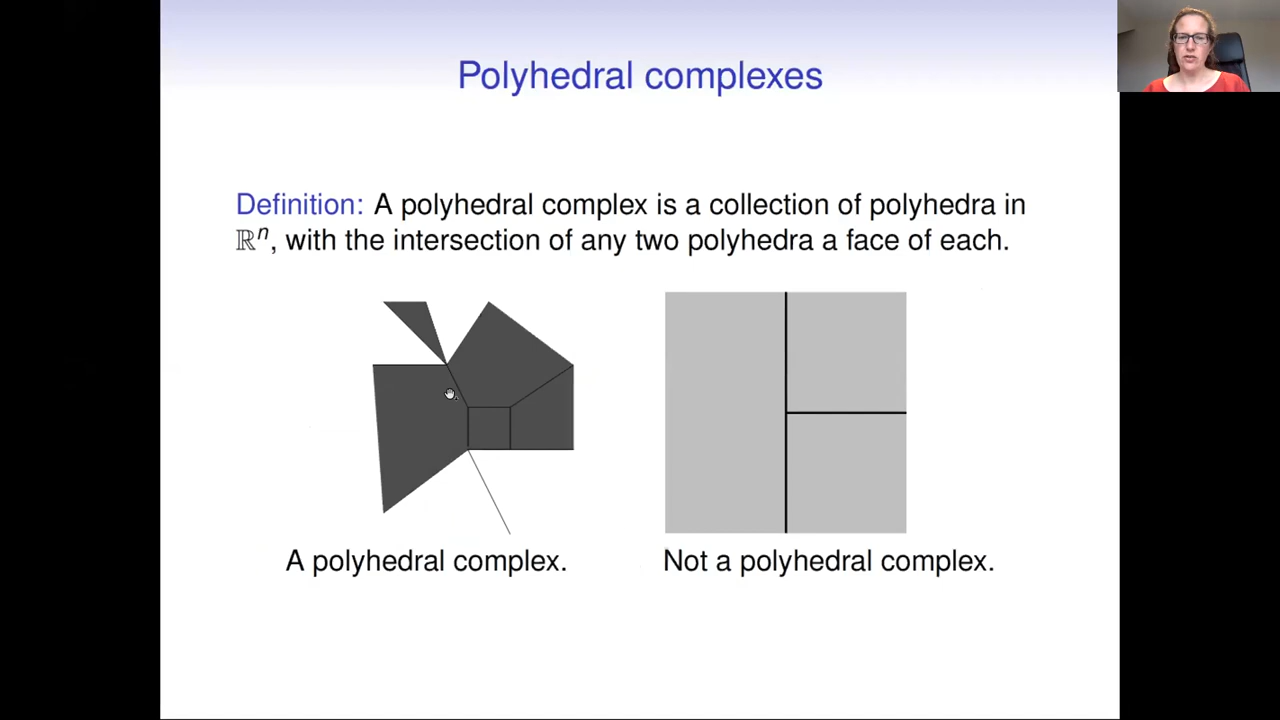 Polyhedral complexes
Definition: A polyhedral complex is a collection of polyhedra in
ℝⁿ, with the intersection of any two polyhedra a face of each.
A polyhedral complex.
Not a polyhedral complex.